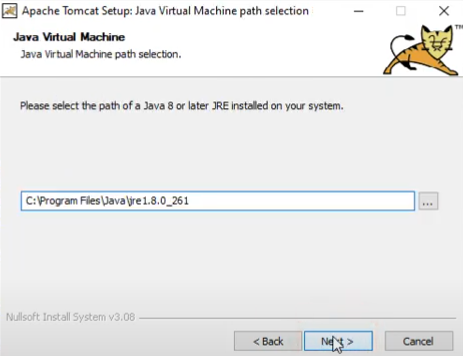 Apache Tomcat Setup: Java Virtual Machine path selection
Java Virtual Machine
Java Virtual Machine path selection.
TM
Please select the path of a Java 8 or later JRE installed on your system.
C:\Program Files\Java\jre1.8.0_261
...
Nullsoft Install System v3.08
< Back
Next >
Cancel